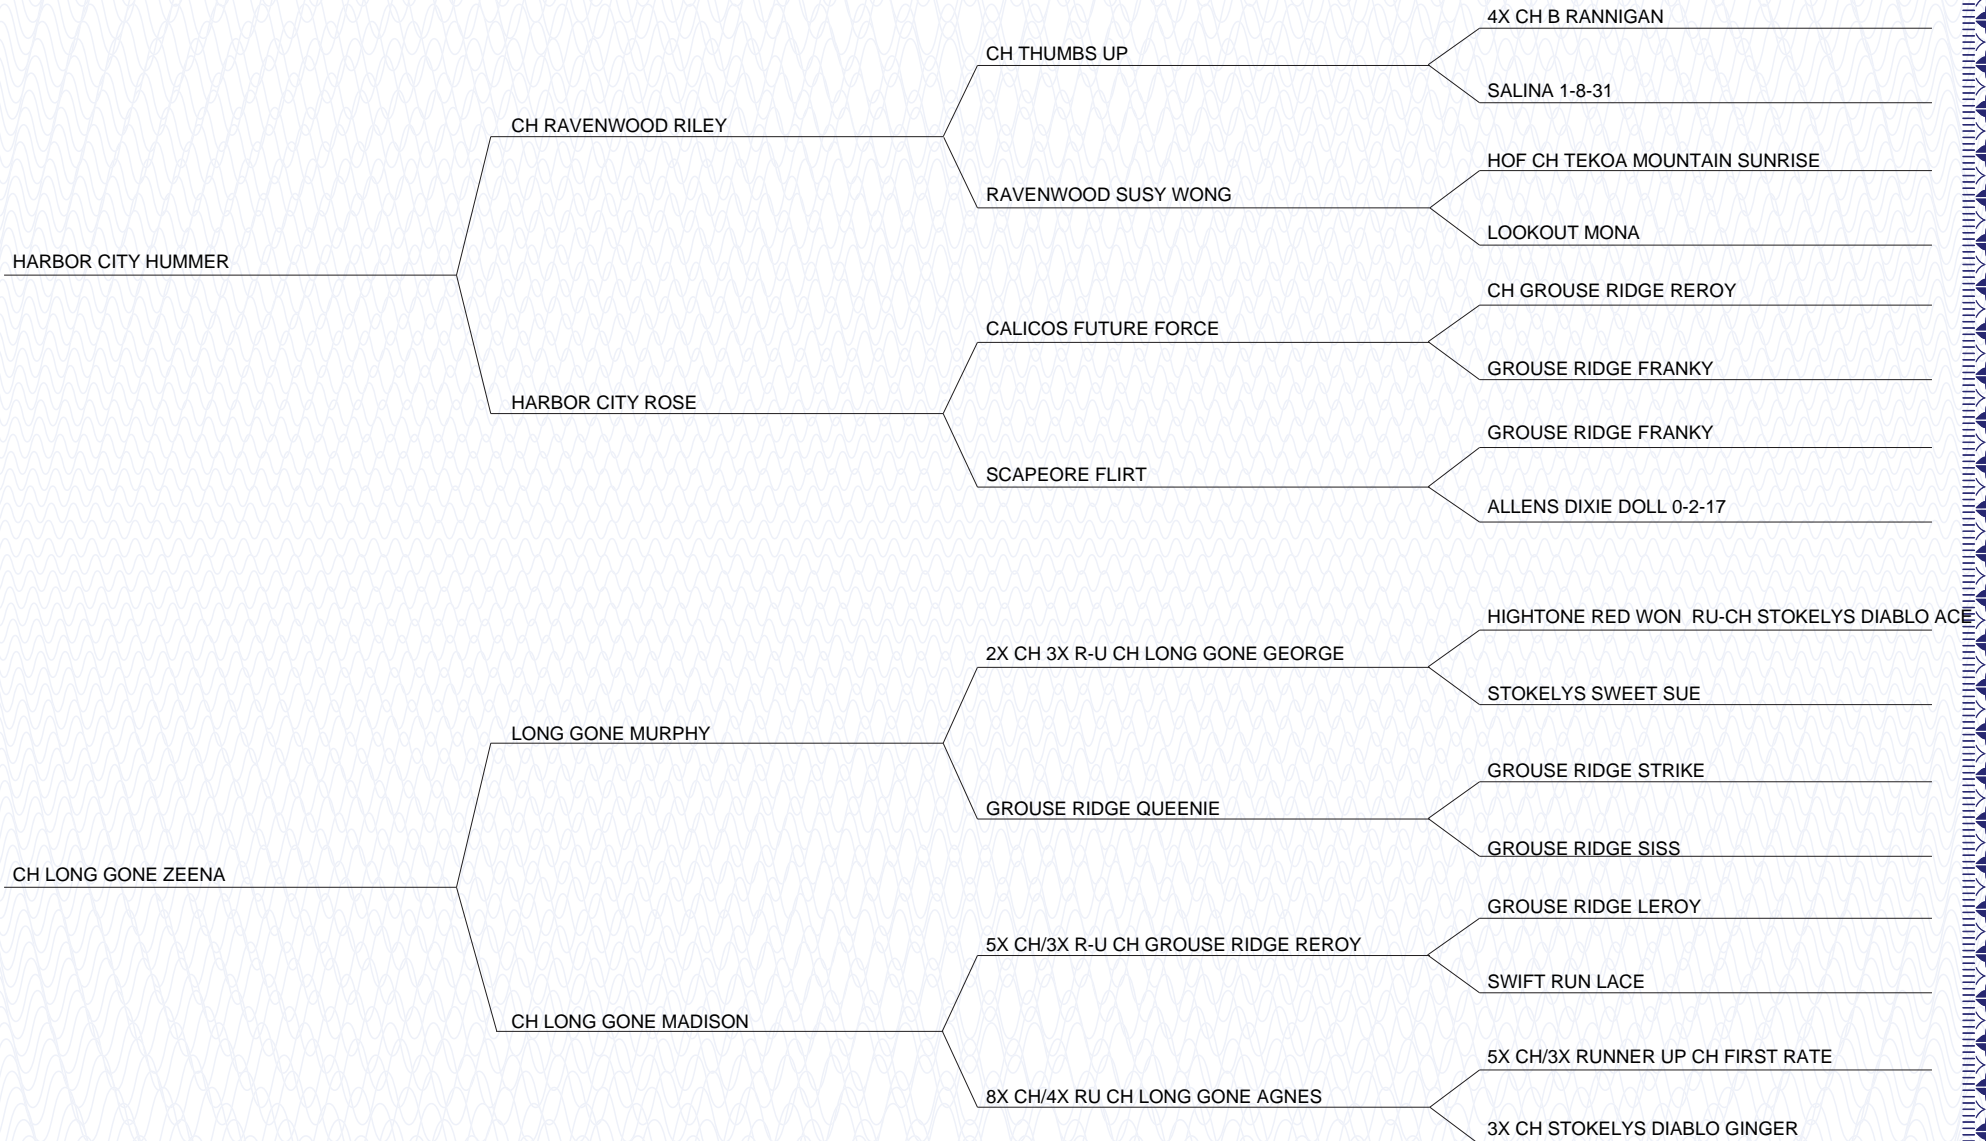 4X CH B RANNIGAN
CH THUMBS UP
SALINA 1-8-31
CH RAVENWOOD RILEY
HOF CH TEKOA MOUNTAIN SUNRISE
RAVENWOOD SUSY WONG
LOOKOUT MONA
HARBOR CITY HUMMER
CH GROUSE RIDGE REROY
CALICOS FUTURE FORCE
GROUSE RIDGE FRANKY
HARBOR CITY ROSE
GROUSE RIDGE FRANKY
SCAPEORE FLIRT
ALLENS DIXIE DOLL 0-2-17
HIGHTONE RED WON  RU-CH STOKELYS DIABLO ACE
2X CH 3X R-U CH LONG GONE GEORGE
STOKELYS SWEET SUE
LONG GONE MURPHY
GROUSE RIDGE STRIKE
GROUSE RIDGE QUEENIE
GROUSE RIDGE SISS
CH LONG GONE ZEENA
GROUSE RIDGE LEROY
5X CH/3X R-U CH GROUSE RIDGE REROY
SWIFT RUN LACE
CH LONG GONE MADISON
5X CH/3X RUNNER UP CH FIRST RATE
8X CH/4X RU CH LONG GONE AGNES
3X CH STOKELYS DIABLO GINGER